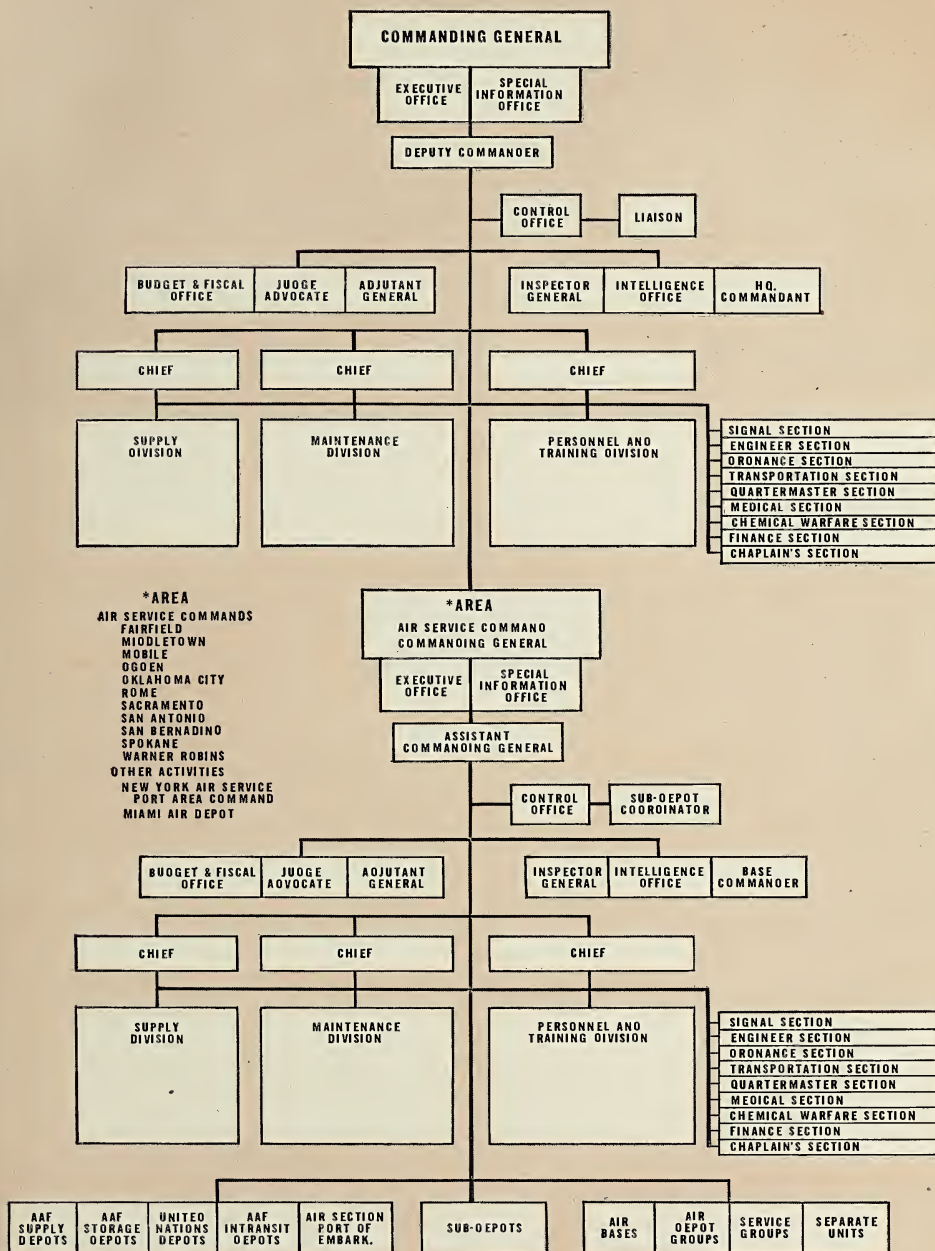 COMMANDING GENERAL
EXECUTIVE
OFFICE
SPECIAL
INFORMATION
OFFICE
DEPUTY COMMANOER
CONTROL
OFFICE
LIAISON
BUDGET & FISCAL
OFFICE
JUOGE
ADVOCATE
ADJUTANT
GENERAL
INSPECTOR
GENERAL
INTELLIGENCE
OFFICE
HQ.
COMMANDANT
CHIEF
CHIEF
CHIEF
SUPPLY
OIVISION
MAINTENANCE
DIVISION
PERSONNEL AND
TRAINING DIVISION
SIGNAL SECTION
ENGINEER SECTION
ORONANCE SECTION
TRANSPORTATION SECTION
QUARTERMASTER SECTION
MEDICAL SECTION
CHEMICAL WARFARE SECTION
FINANCE SECTION
CHAPLAIN'S SECTION
*AREA
AIR SERVICE COMMANDS
FAIRFIELD
MIOOLETOWN
MOBILE
OGOEN
OKLAHOMA CITY
ROME
SACRAMENTO
SAN ANTONIO
SAN BERNADINO
SPOKANE
WARNER ROBINS
OTHER ACTIVITIES
NEW YORK AIR SERVICE
PORT AREA COMMAND
MIAMI AIR DEPOT
*AREA
AIR SERVICE COMMANO
COMMANOING GENERAL
EXECUTIVE
OFFICE
SPECIAL
INFORMATION
OFFICE
ASSISTANT
COMMANOING GENERAL
CONTROL
OFFICE
SUB-OEPOT
COORDINATOR
BUOGET & FISCAL
OFFICE
JUOGE
ADVOCATE
AOJUTANT
GENERAL
INSPECTOR
GENERAL
INTELLIGENCE
OFFICE
BASE
COMMANOER
CHIEF
CHIEF
CHIEF
SUPPLY
DIVISION
MAINTENANCE
DIVISION
PERSONNEL AND
TRAINING OIVISION
SIGNAL SECTION
ENGINEER SECTION
ORONANCE SECTION
TRANSPORTATION SECTION
QUARTERMASTER SECTION
MEOICAL SECTION
CHEMICAL WARFARE SECTION
FINANCE SECTION
CHAPLAIN'S SECTION
AAF
SUPPLY
DEPOTS
AAF
STORAGE
OEPOTS
UNITEO
NATIONS
DEPOTS
AAF
INTRANSIT
OEPOTS
AIR SECTION
PORT OF
EMBARK.
SUB-OEPOTS
AIR
BASES
AIR
OEPOT
GROUPS
SERVICE
GROUPS
SEPARATE
UNITS